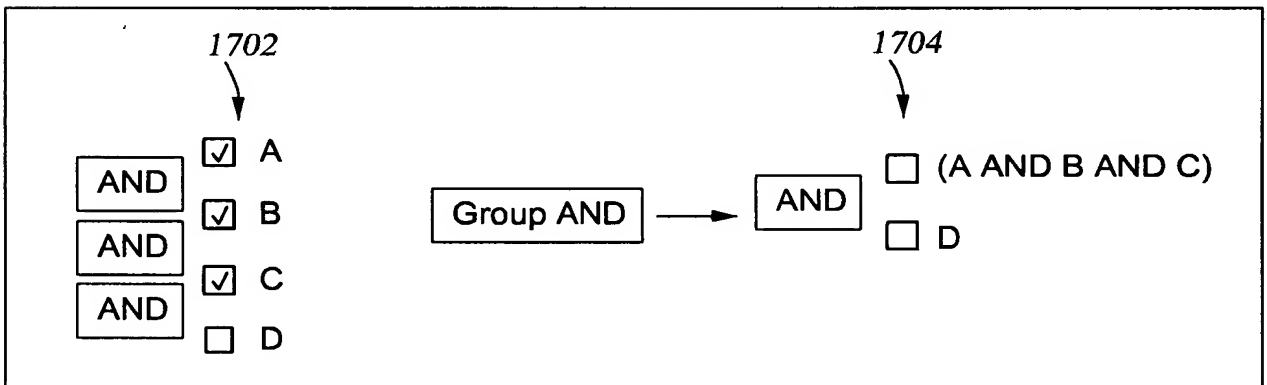 1702
1704
A
AND
B
AND
C
AND
D
Group AND
AND
(A AND B AND C)
D